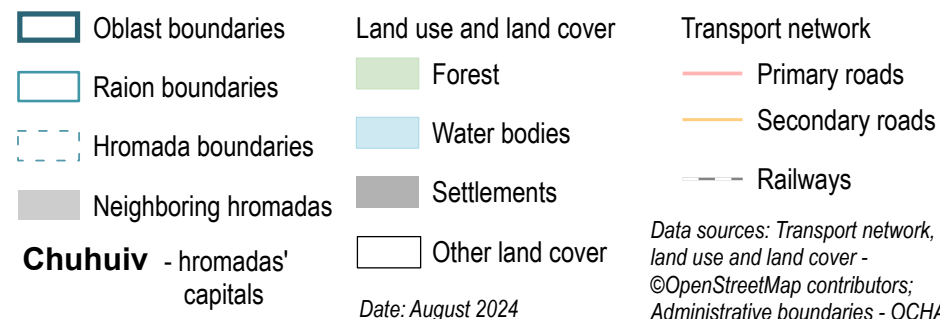 Oblast boundaries
Raion boundaries
Hromada boundaries
Neighboring hromadas
Chuhuiv - hromadas'
capitals
Land use and land cover
Forest
Water bodies
Settlements
Other land cover
Date: August 2024
Transport network
Primary roads
Secondary roads
Railways
Data sources: Transport network,
land use and land cover -
©OpenStreetMap contributors;
Administrative boundaries - OCHA